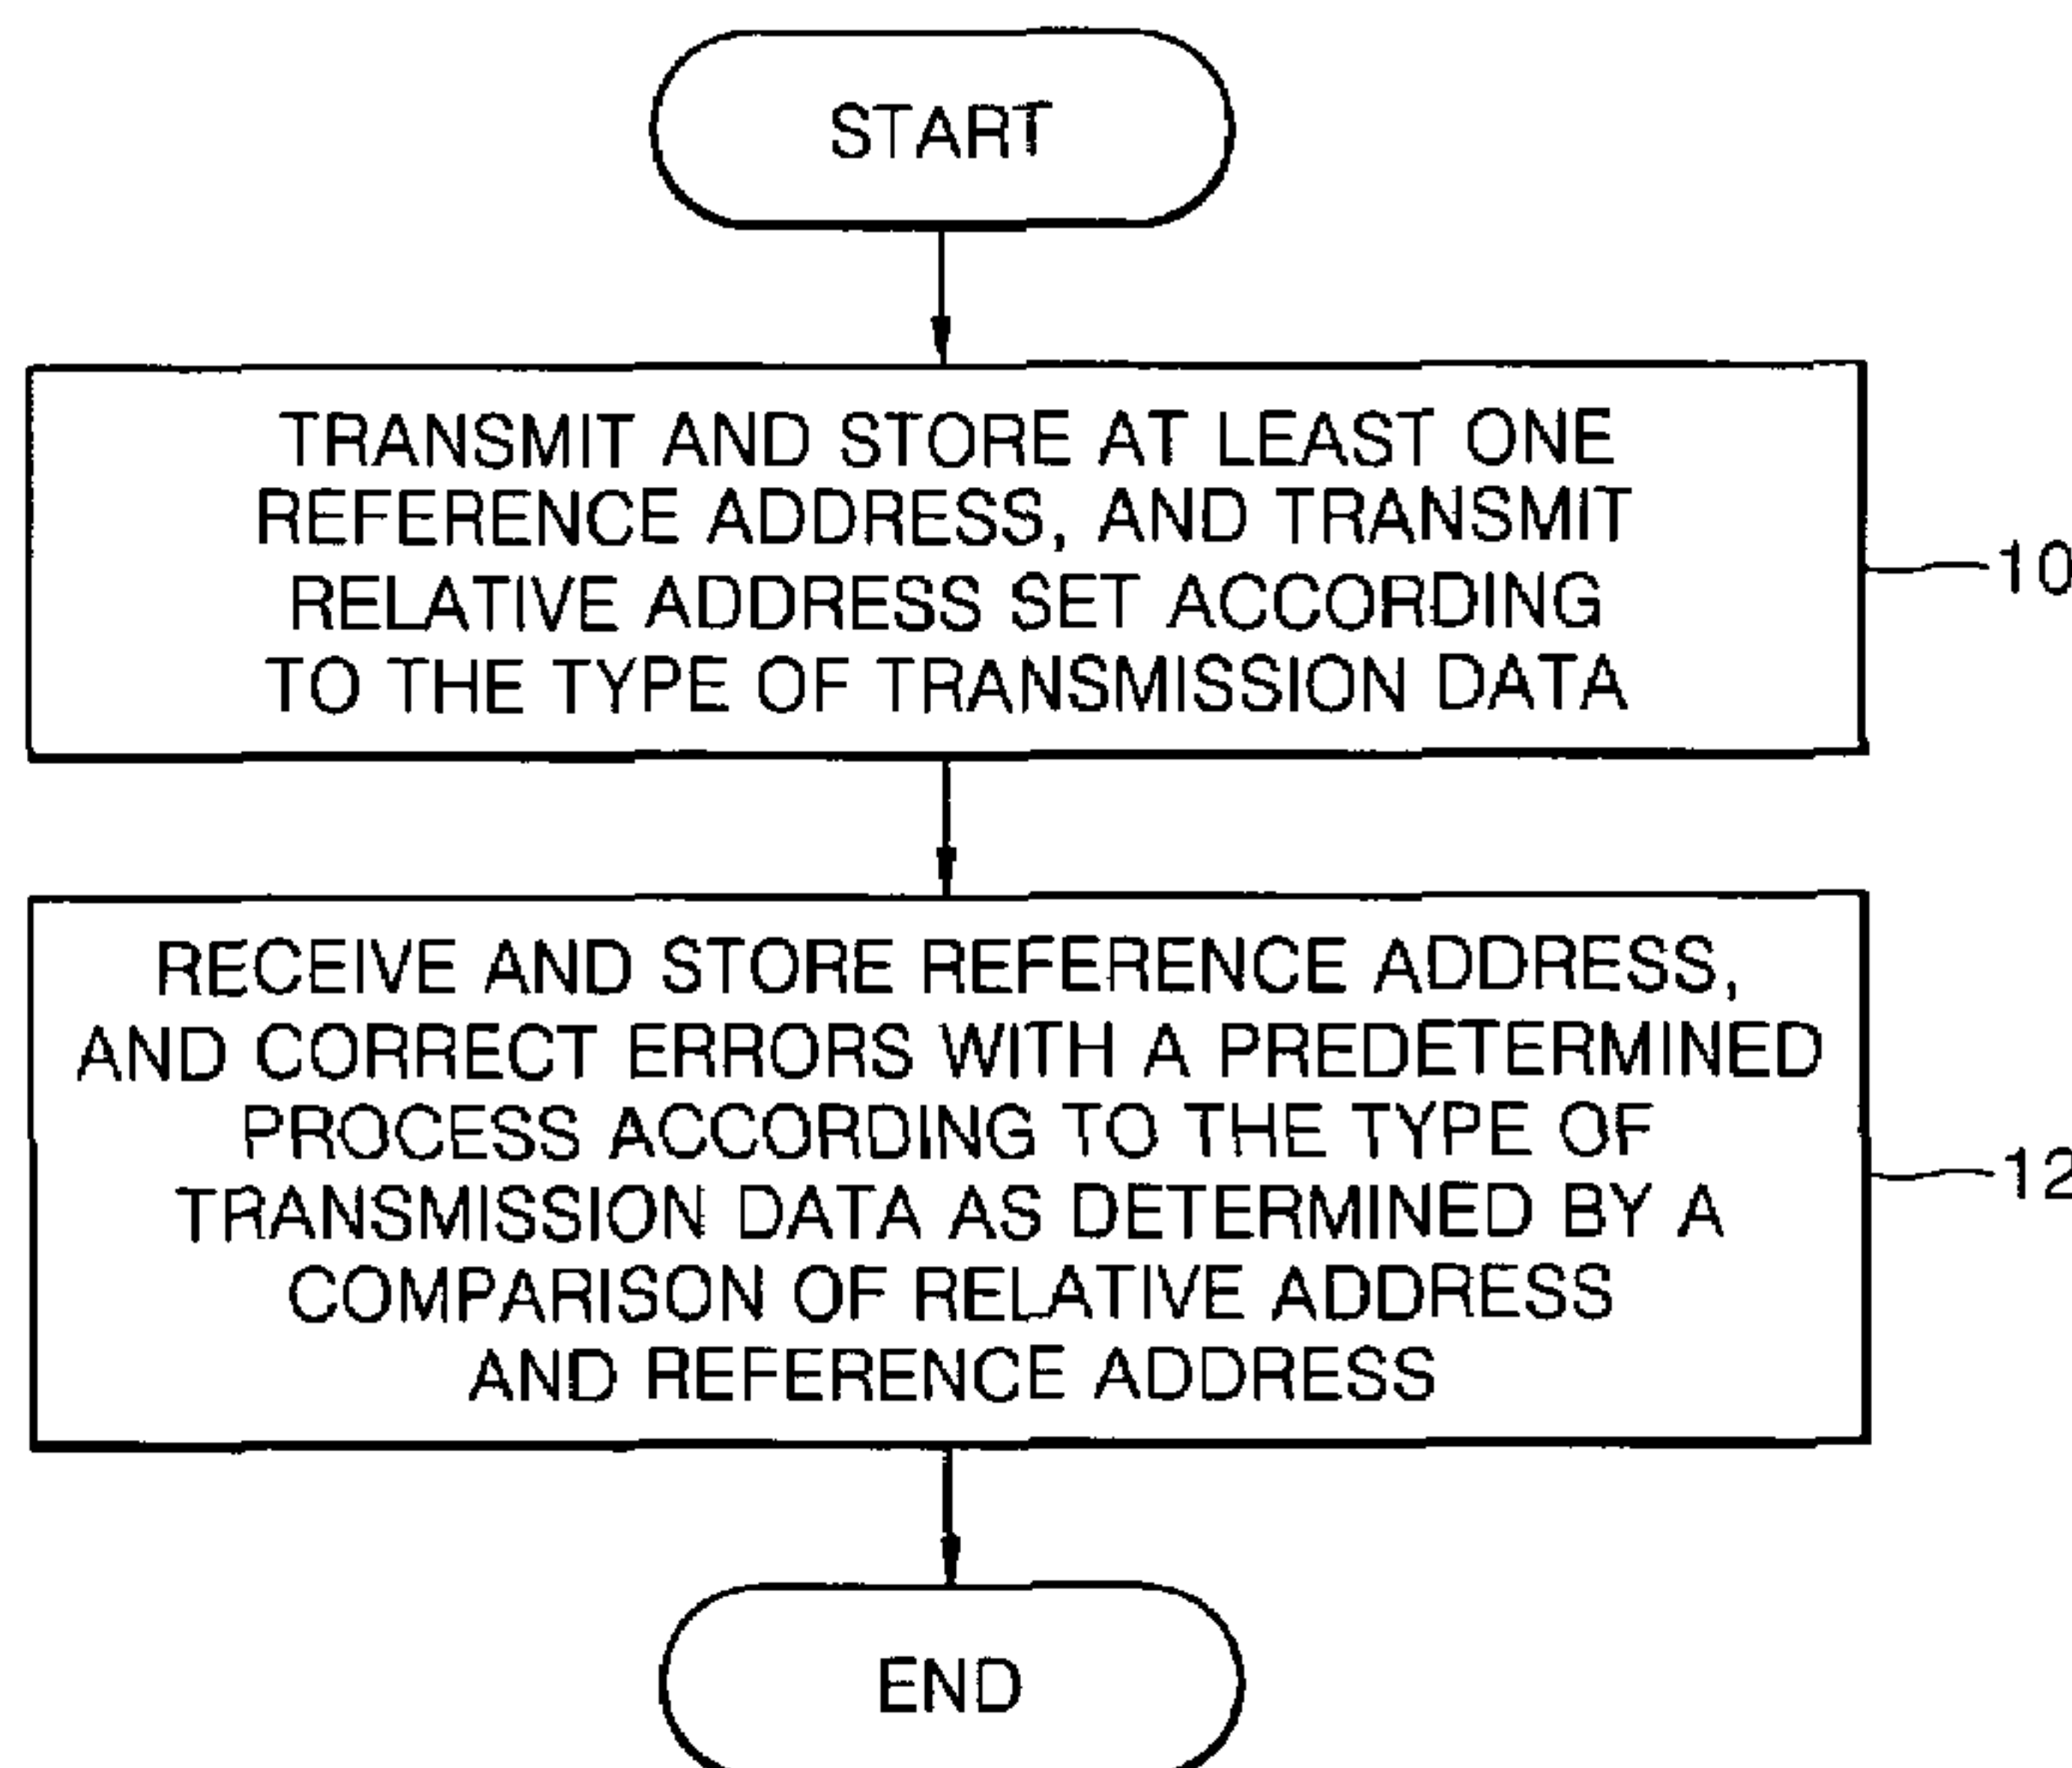 START
TRANSMIT AND STORE AT LEAST ONE
REFERENCE ADDRESS, AND TRANSMIT
RELATIVE ADDRESS SET ACCORDING
TO THE TYPE OF TRANSMISSION DATA
10
RECEIVE AND STORE REFERENCE ADDRESS,
AND CORRECT ERRORS WITH A PREDETERMINED
PROCESS ACCORDING TO THE TYPE OF
TRANSMISSION DATA AS DETERMINED BY A
COMPARISON OF RELATIVE ADDRESS
AND REFERENCE ADDRESS
12
END